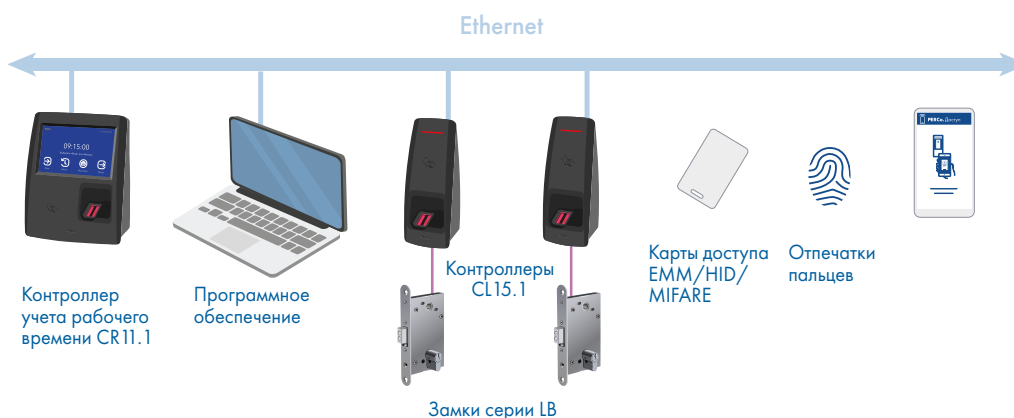 Ethernet
09:15:00
PERCo. Доступ
Контроллер
учета рабочего
времени CR11.1
Программное
обеспечение
Контроллеры
CL15.1
Карты доступа
EMM/HID/
MIFARE
Отпечатки
пальцев
Замки серии LB